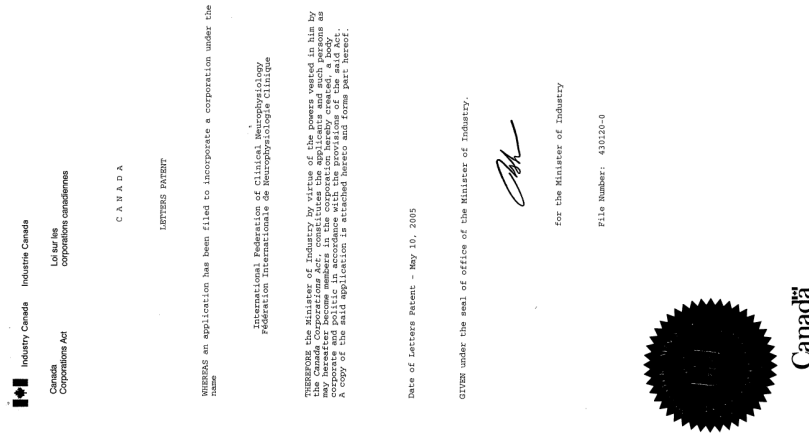 Industry Canada Industrie Canada
Canada
Corporations Act
Loi sur les
corporations canadiennes
C A N A D A
LETTERS PATENT
WHEREAS an application has been filed to incorporate a corporation under the
name
International Federation of Clinical Neurophysiology
Fédération Internationale de Neurophysiologie Clinique
THEREFORE the Minister of Industry by virtue of the powers vested in him by
the Canada Corporations Act, constitutes the applicants and such persons as
may hereafter become members in the corporation hereby created, a body
corporate and politic in accordance with the provisions of the said Act.
A copy of the said application is attached hereto and forms part hereof.
Date of Letters Patent - May 10, 2005
GIVEN under the seal of office of the Minister of Industry.
for the Minister of Industry
File Number: 430120-0
Canada